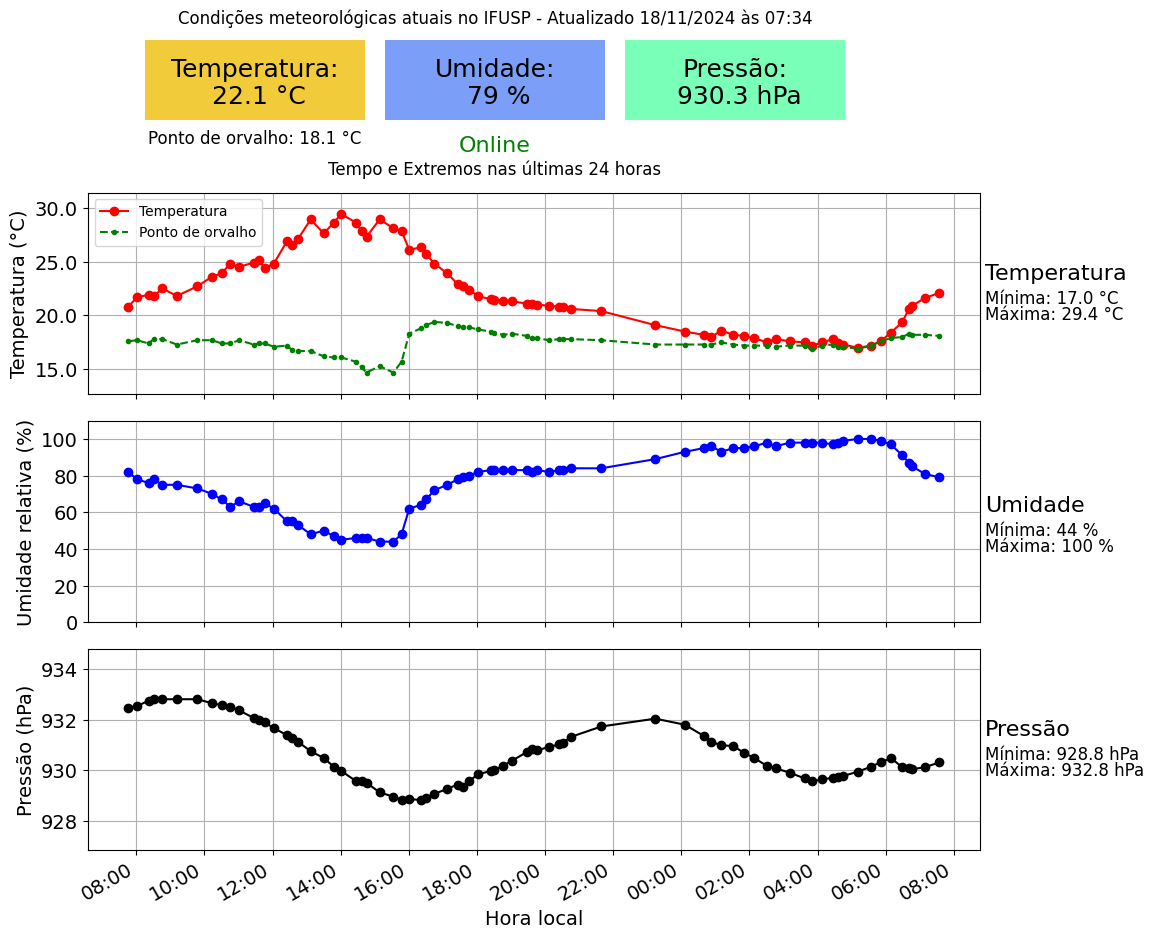 Condições meteorológicas atuais no IFUSP - Atualizado 18/11/2024 às 07:34
Temperatura:
22.1 °C
Umidade:
79 %
Pressão:
930.3 hPa
Ponto de orvalho: 18.1 °C
Online
Tempo e Extremos nas últimas 24 horas
Temperatura (°C)
30.0
25.0
20.0
15.0
Temperatura
Ponto de orvalho
Temperatura
Mínima: 17.0 °C
Máxima: 29.4 °C
Umidade relativa (%)
100
80
60
40
20
0
Umidade
Mínima: 44 %
Máxima: 100 %
Pressão (hPa)
934
932
930
928
Pressão
Mínima: 928.8 hPa
Máxima: 932.8 hPa
08:00 10:00 12:00 14:00 16:00 18:00 20:00 22:00 00:00 02:00 04:00 06:00 08:00
Hora local